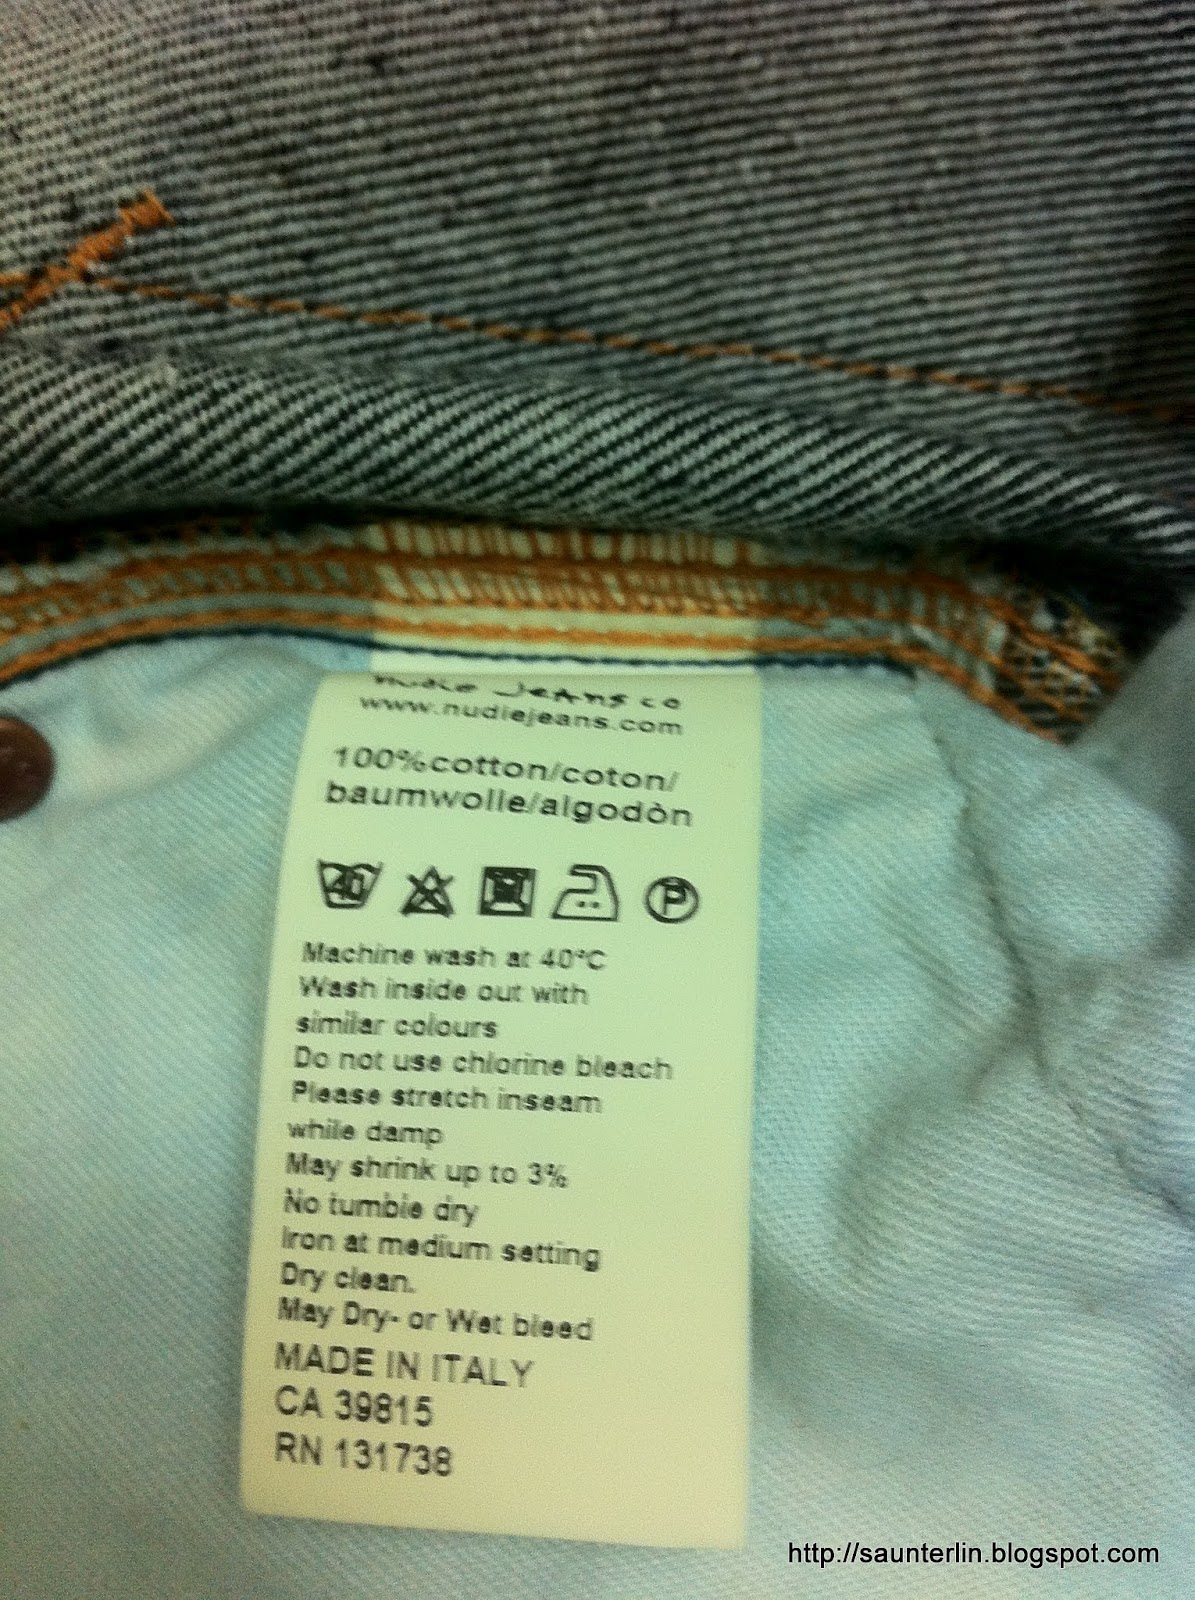 nudie jeans co
www.nudiejeans.com
100%cotton/coton/
baumwolle/algodòn
40 P
Machine wash at 40°C
Wash inside out with
similar colours
Do not use chlorine bleach
Please stretch inseam
while damp
May shrink up to 3%
No tumble dry
Iron at medium setting
Dry clean.
May Dry- or Wet bleed
MADE IN ITALY
CA 39815
RN 131738
http://saunterlin.blogspot.com